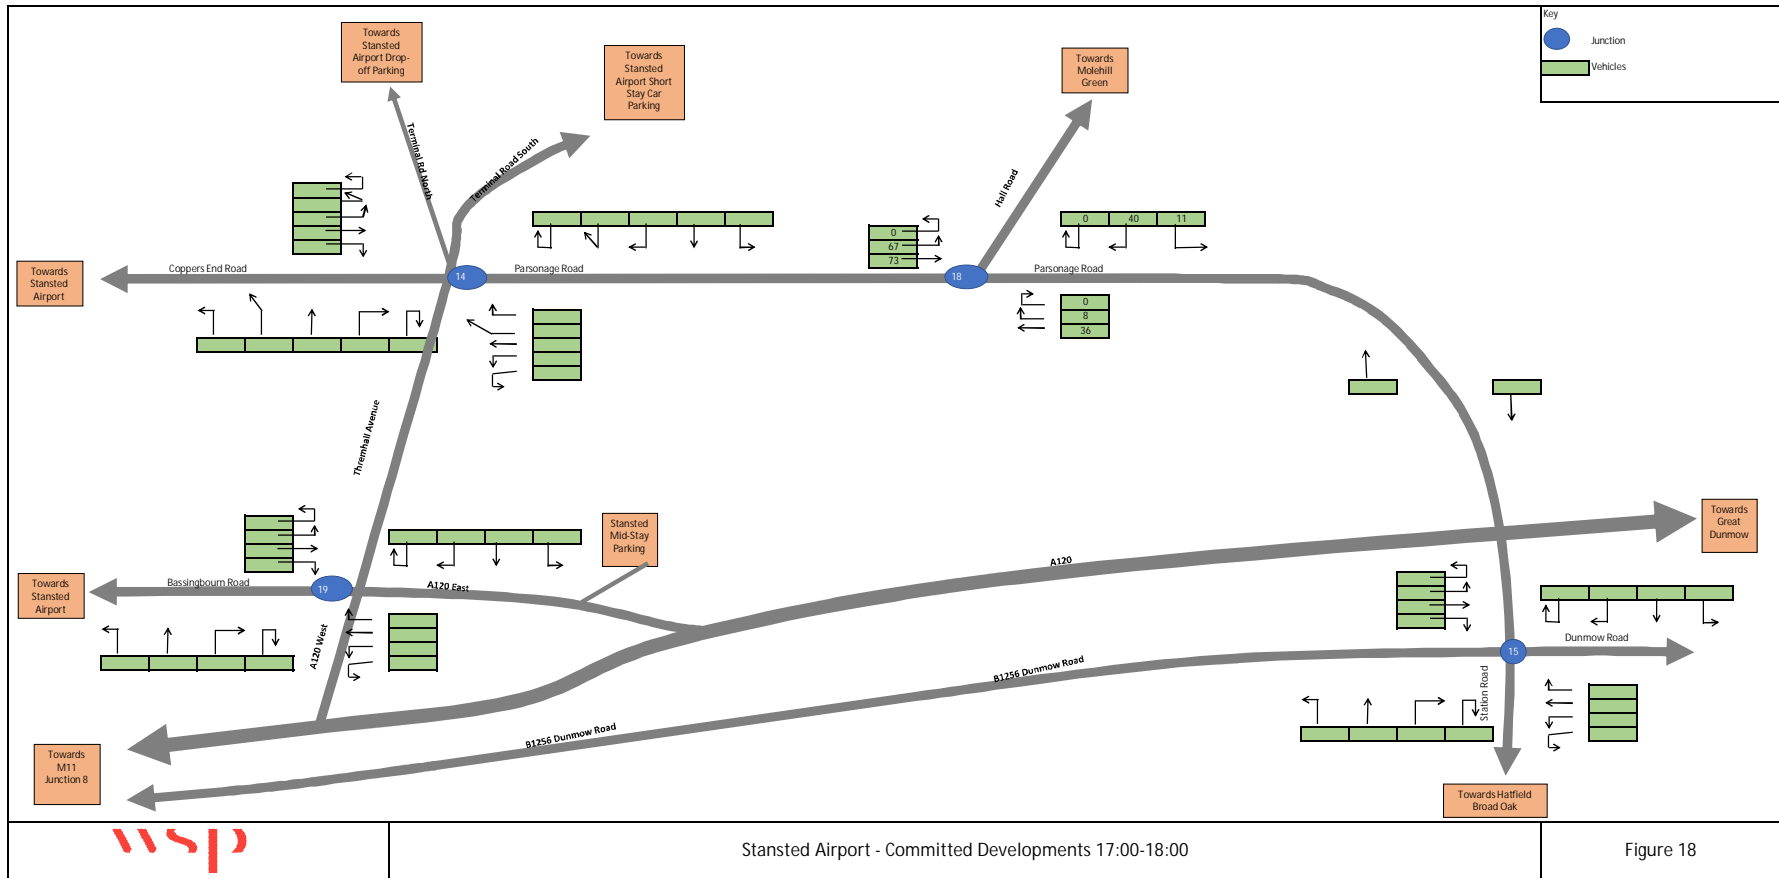 Key
Junction
Vehicles
Towards
Stansted
Airport Drop-
off Parking
Towards
Stansted
Airport Short
Stay Car
Parking
Towards
Molehill
Green
Terminal Rd North
Terminal Road South
Hall Road
0
67
73
0 40 11
Towards
Stansted
Airport
Coppers End Road
14
Parsonage Road
18
Parsonage Road
0
8
36
Thremhall Avenue
Stansted
Mid-Stay
Parking
Towards
Great
Dunmow
A120
Towards
Stansted
Airport
Bassingbourn Road
19
A120 East
A120 West
Dunmow Road
15
Station Road
B1256 Dunmow Road
B1256 Dunmow Road
Towards
M11
Junction 8
Towards Hatfield
Broad Oak
wsp
Stansted Airport - Committed Developments 17:00-18:00
Figure 18